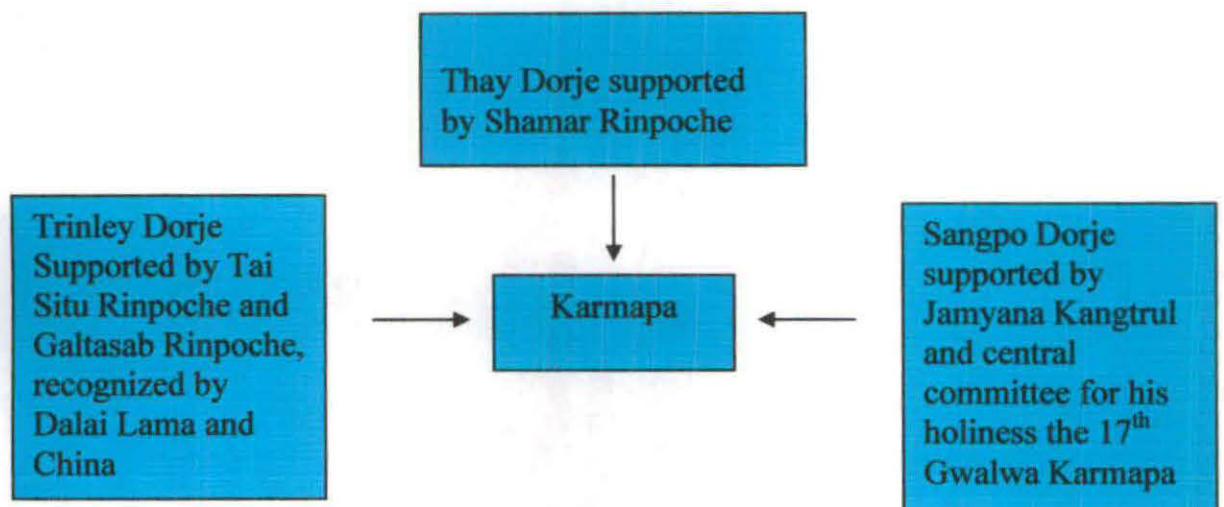 Thay Dorje supported
by Shamar Rinpoche
Trinley Dorje
Supported by Tai
Situ Rinpoche and
Galtasab Rinpoche,
recognized by
Dalai Lama and
China
Karmapa
Sangpo Dorje
supported by
Jamyana Kangtrul
and central
committee for his
holiness the 17th
Gwalwa Karmapa